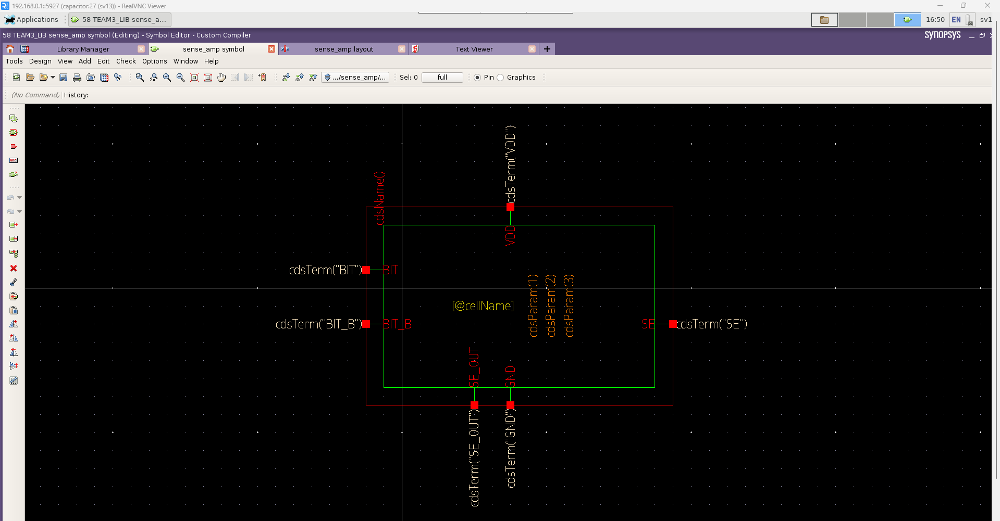 192.168.0.1::5927 (capacitor:27 (sv13)) - RealVNC Viewer
Applications
58 TEAM3_LIB sense_a...
16:50
EN
sv1
58 TEAM3_LIB sense_amp symbol (Editing) - Symbol Editor - Custom Compiler
SYNOPSYS
Library Manager
sense_amp symbol
sense_amp layout
Text Viewer
Tools Design View Add Edit Check Options Window Help
.../sense_amp/...
Sel: 0
full
Pin
Graphics
(No Command) History:
cdsTerm("VDD")
cdsName()
VDD
cdsTerm("BIT")
BIT
cdsParam(1)
cdsParam(2)
cdsParam(3)
[@cellName]
cdsTerm("BIT_B")
BIT_B
SE
cdsTerm("SE")
SE_OUT
GND
cdsTerm("SE_OUT")
cdsTerm("GND")
abc